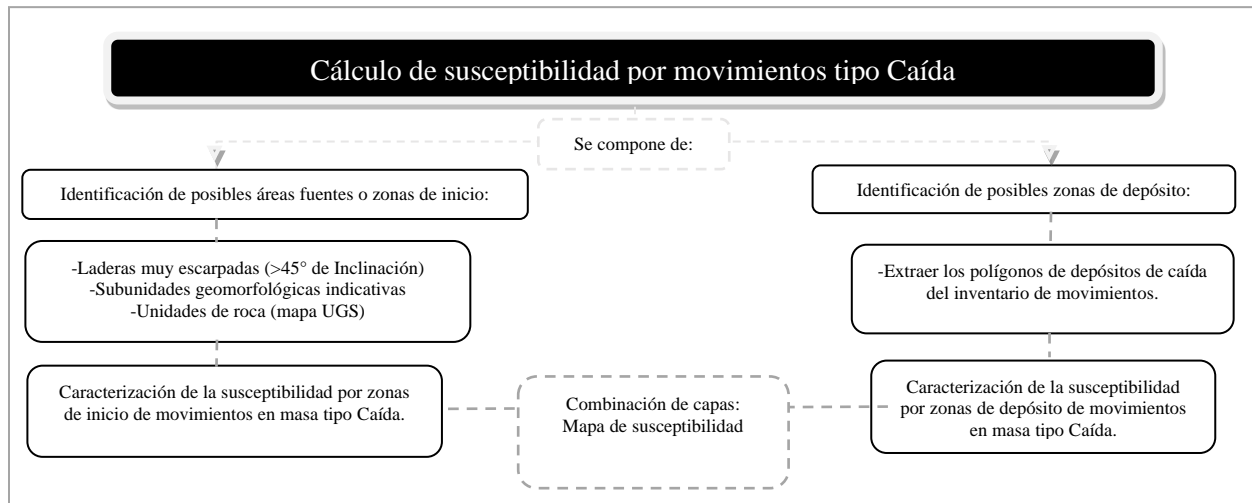 Cálculo de susceptibilidad por movimientos tipo Caída
Se compone de:
Identificación de posibles áreas fuentes o zonas de inicio:
-Laderas muy escarpadas (>45° de Inclinación)
-Subunidades geomorfológicas indicativas
-Unidades de roca (mapa UGS)
Caracterización de la susceptibilidad por zonas
de inicio de movimientos en masa tipo Caída.
Identificación de posibles zonas de depósito:
-Extraer los polígonos de depósitos de caída
del inventario de movimientos.
Caracterización de la susceptibilidad
por zonas de depósito de movimientos
en masa tipo Caída.
Combinación de capas:
Mapa de susceptibilidad